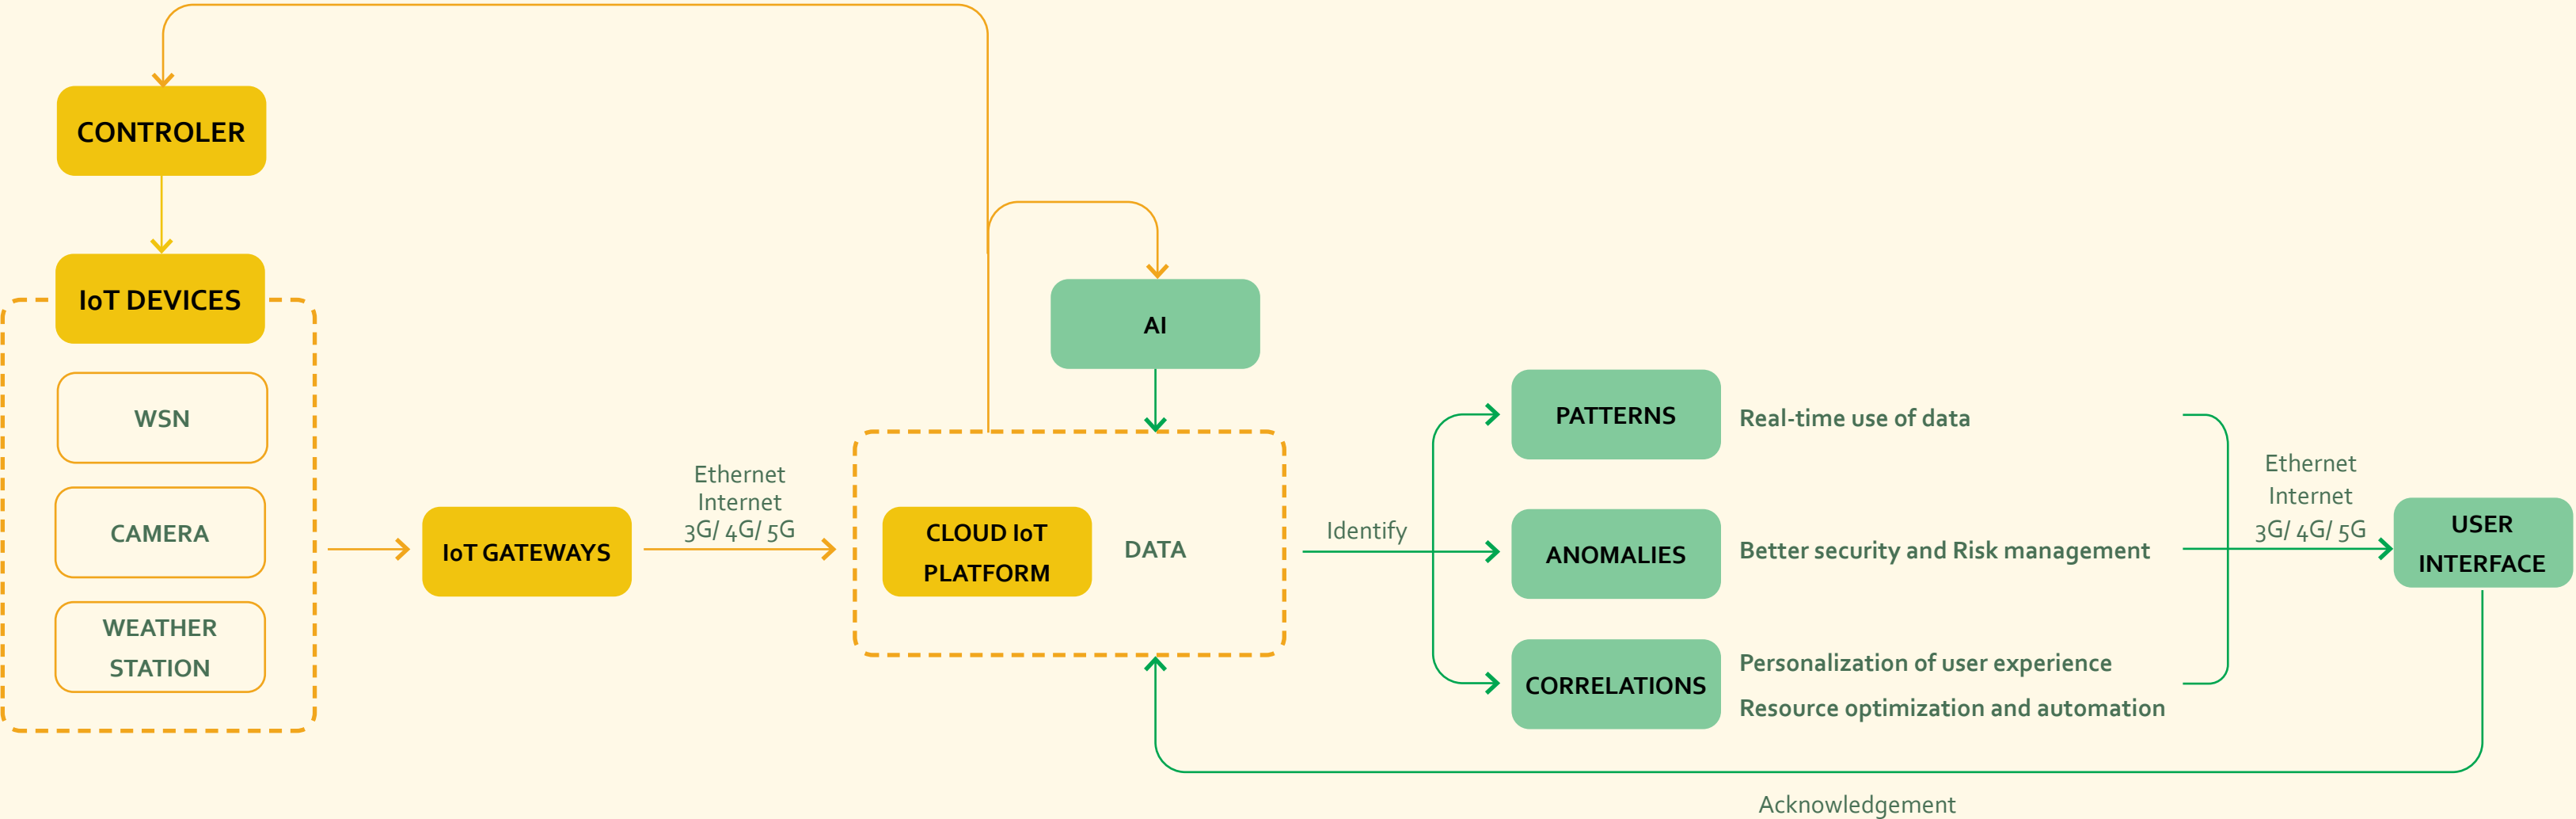 CONTROLER
IoT DEVICES
WSN
CAMERA
WEATHER
STATION
IoT GATEWAYS
Ethernet
Internet
3G/ 4G/ 5G
CLOUD IoT
PLATFORM
DATA
AI
Identify
PATTERNS
Real-time use of data
ANOMALIES
Better security and Risk management
CORRELATIONS
Personalization of user experience
Resource optimization and automation
Ethernet
Internet
3G/ 4G/ 5G
USER
INTERFACE
Acknowledgement